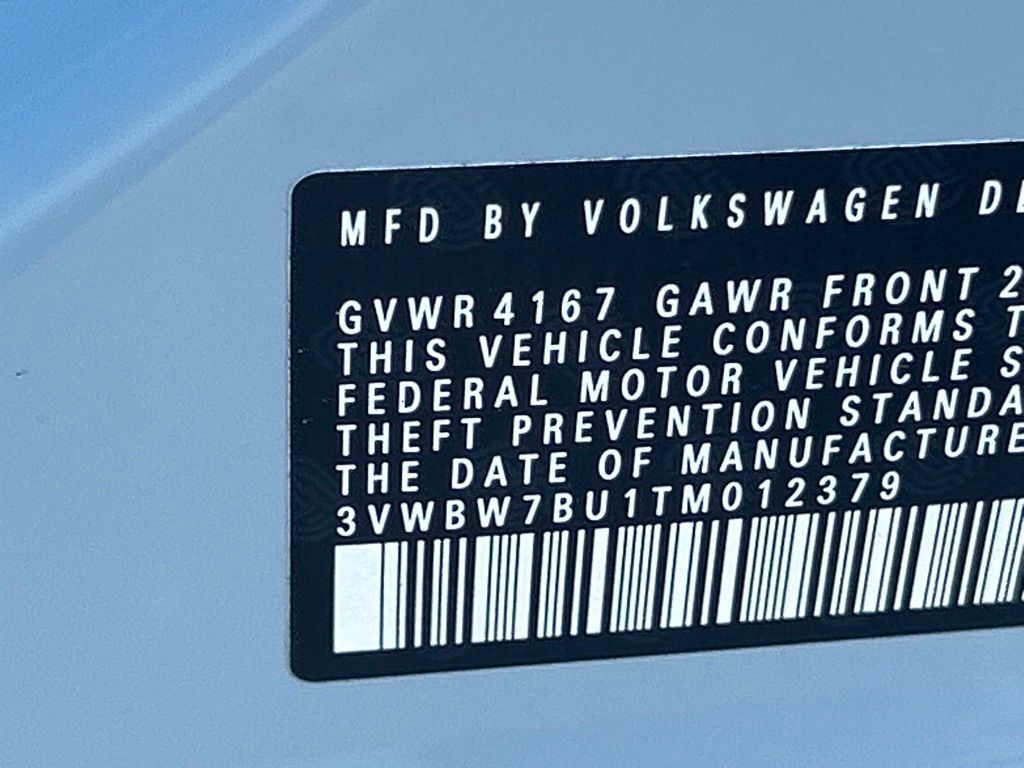 MFD BY VOLKSWAGEN DE
GVWR 4167 GAWR FRONT 2
THIS VEHICLE CONFORMS T
FEDERAL MOTOR VEHICLE S
THEFT PREVENTION STANDA
THE DATE OF MANUFACTURE
3VWBW7BU1TM012379